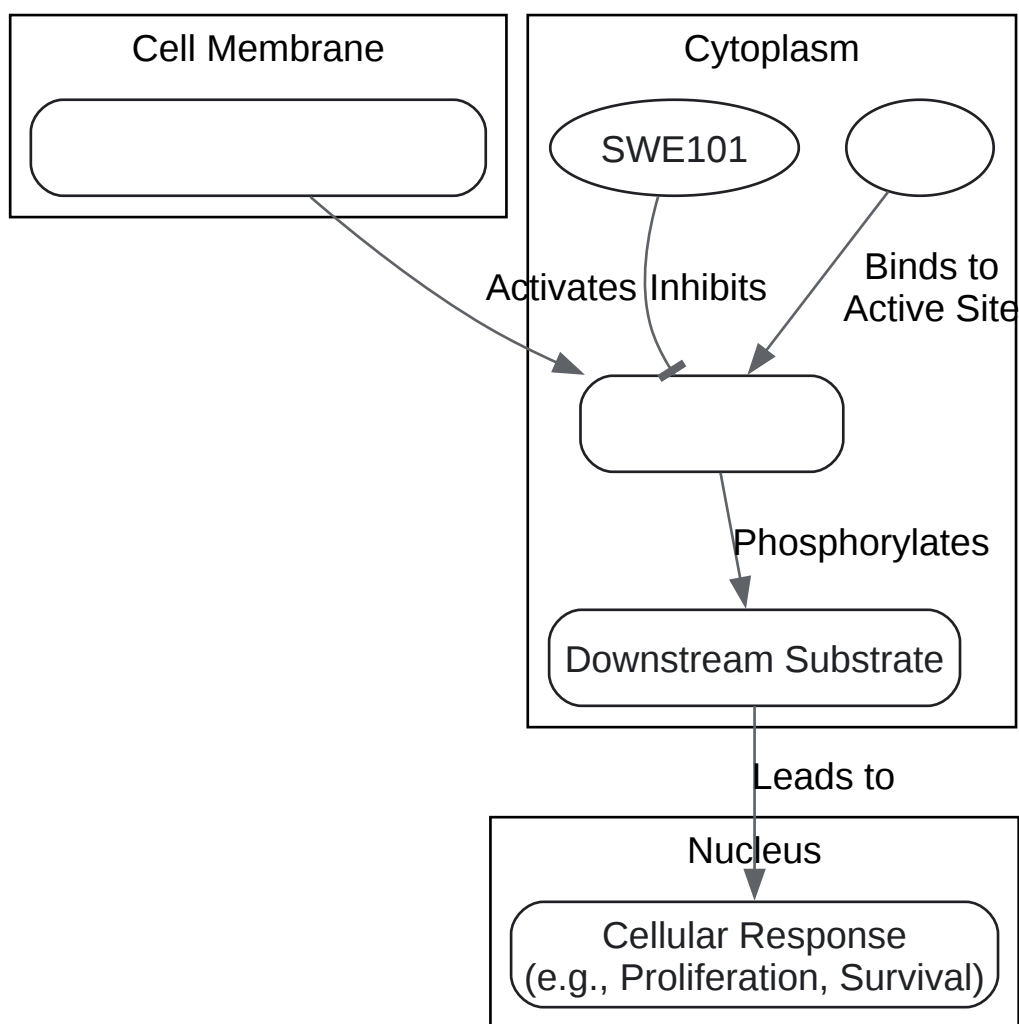 Cell Membrane
Cytoplasm
SWE101
Activates
Inhibits
Binds to
Active Site
Phosphorylates
Downstream Substrate
Leads to
Nucleus
Cellular Response
(e.g., Proliferation, Survival)